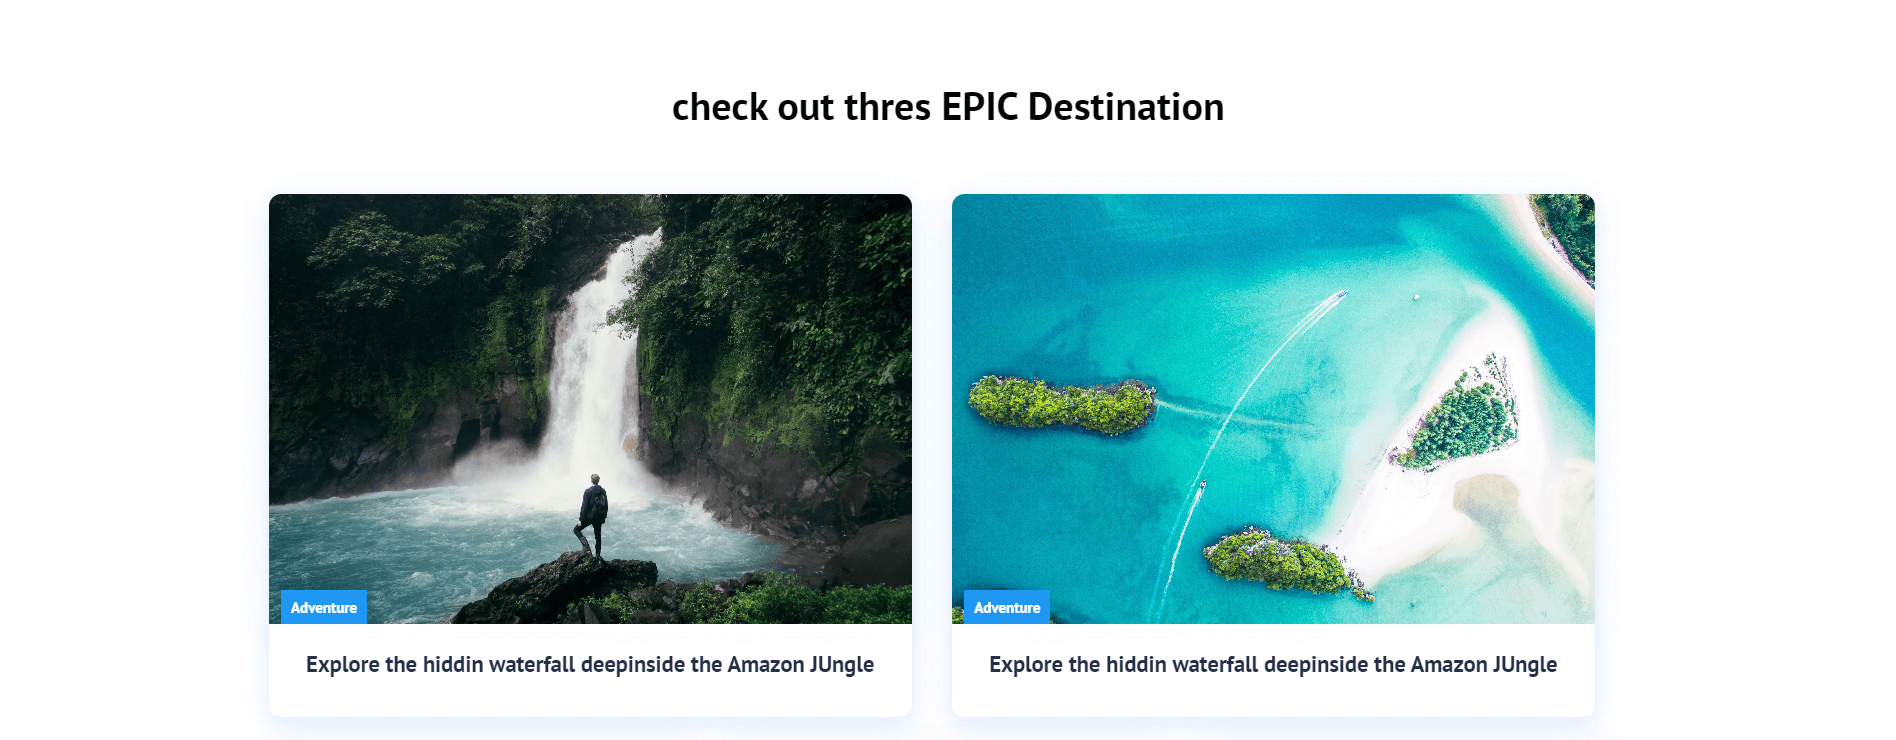 check out thres EPIC Destination
Adventure
Explore the hiddin waterfall deepinside the Amazon JUngle
Adventure
Explore the hiddin waterfall deepinside the Amazon JUngle